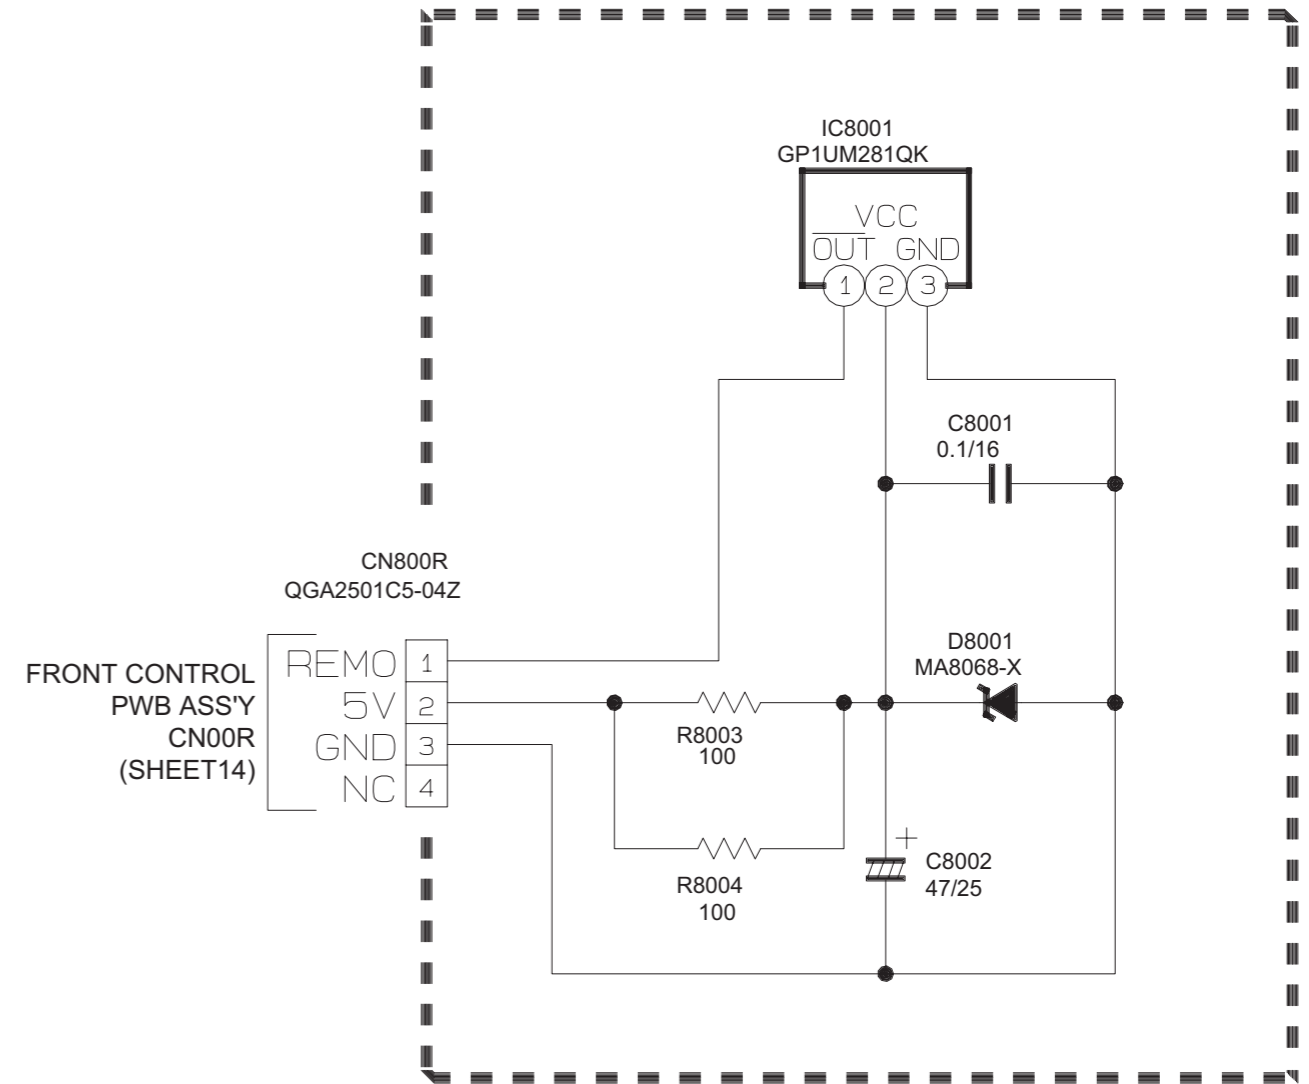 IC8001
GP1UM281QK
VCC
OUT GND
1 2 3
C8001
0.1/16
CN800R
QGA2501C5-04Z
FRONT CONTROL
PWB ASS'Y
CN00R
(SHEET14)
REMO 1
5V 2
GND 3
NC 4
D8001
MA8068-X
R8003
100
R8004
100
+
C8002
47/25